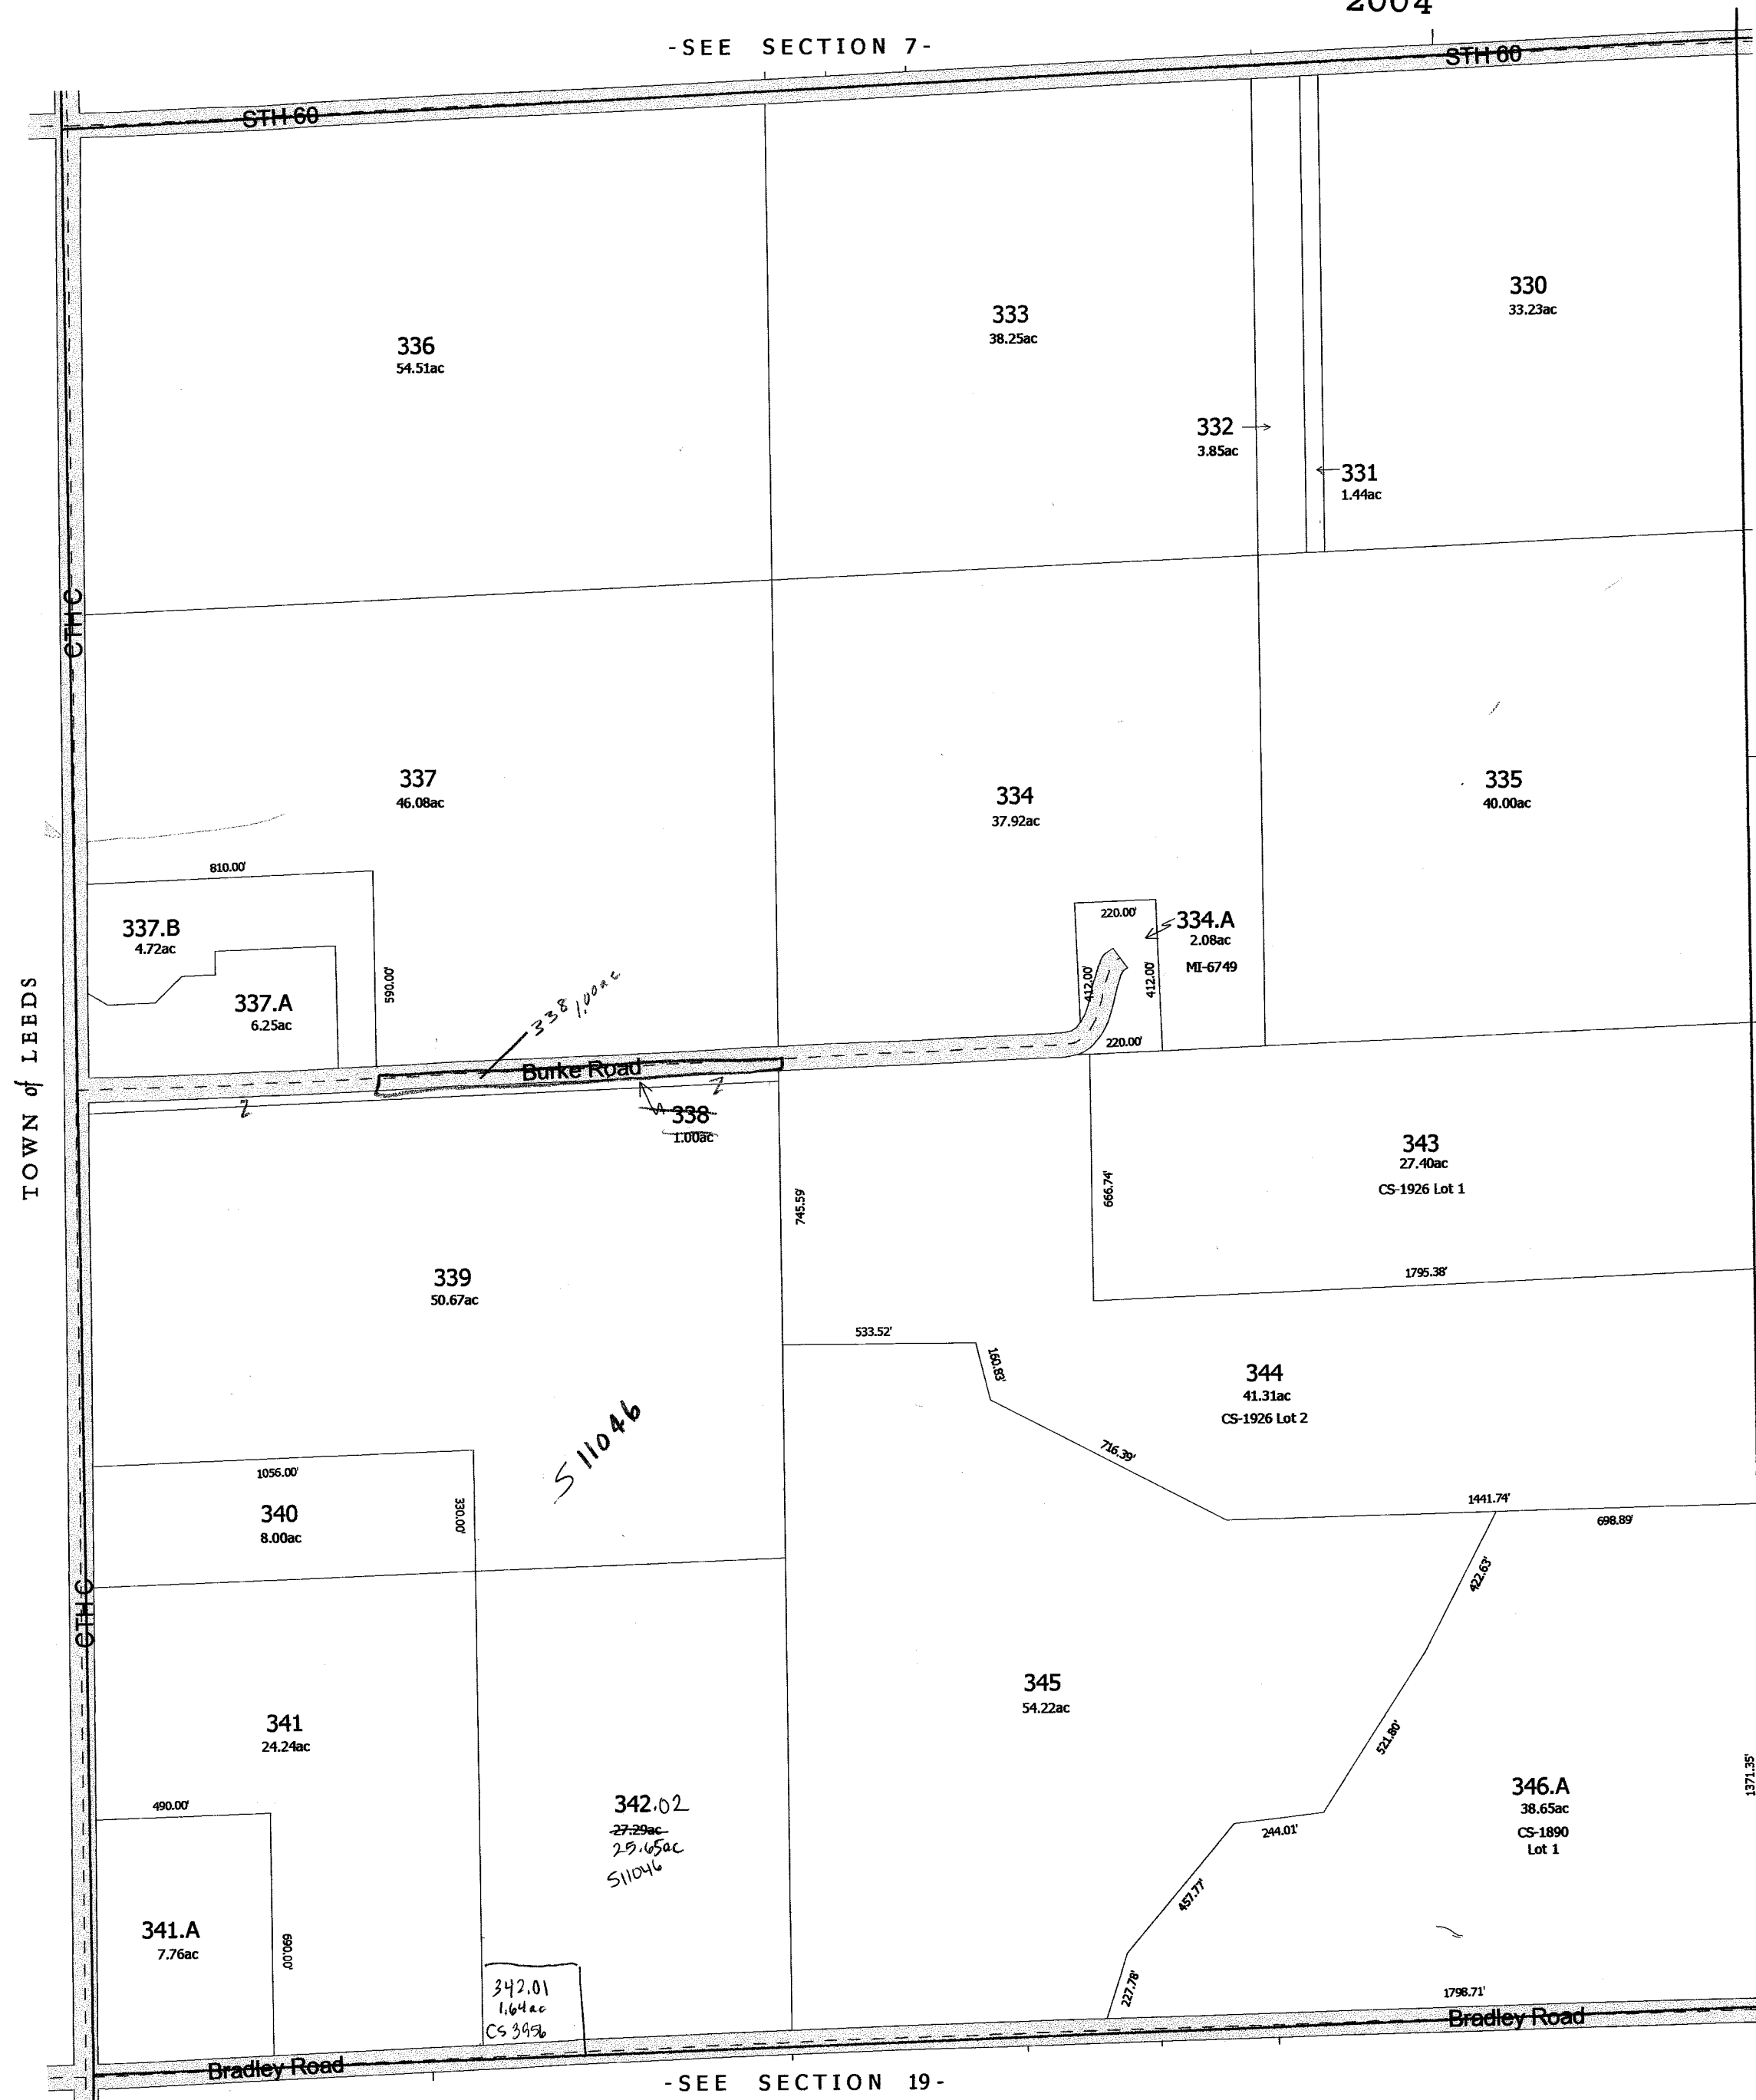 2004
-SEE SECTION 7-
STH 60
STH 60
330
33.23ac
333
38.25ac
336
54.51ac
332
3.85ac
331
1.44ac
CTH C
337
46.08ac
334
37.92ac
335
40.00ac
810.00'
337.B
4.72ac
590.00'
337.A
6.25ac
220.00'
334.A
2.08ac
MI-6749
412.00'
412.00'
220.00'
338 1.00ac
Burke Road
Z
Z
338
1.00ac
TOWN of LEEDS
745.59'
666.74'
343
27.40ac
CS-1926 Lot 1
1795.38'
339
50.67ac
533.52'
160.83'
344
41.31ac
CS-1926 Lot 2
716.39'
511046
1441.74'
698.89'
1056.00'
340
8.00ac
330.00'
422.63'
CTH C
345
54.22ac
341
24.24ac
521.80'
1371.35'
346.A
38.65ac
CS-1890
Lot 1
490.00'
342.02
27.29ac
25.65ac
511046
244.01'
457.77'
341.A
7.76ac
690.00'
342.01
1.64ac
CS 3956
227.78'
1798.71'
Bradley Road
Bradley Road
-SEE SECTION 19-